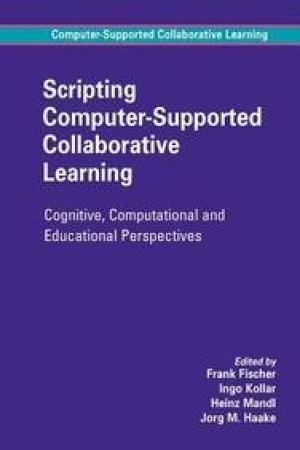 Computer-Supported Collaborative Learning
Scripting
Computer-Supported
Collaborative
Learning
Cognitive, Computational and
Educational Perspectives
Edited by
Frank Fischer
Ingo Kollar
Heinz Mandl
Jorg M. Haake